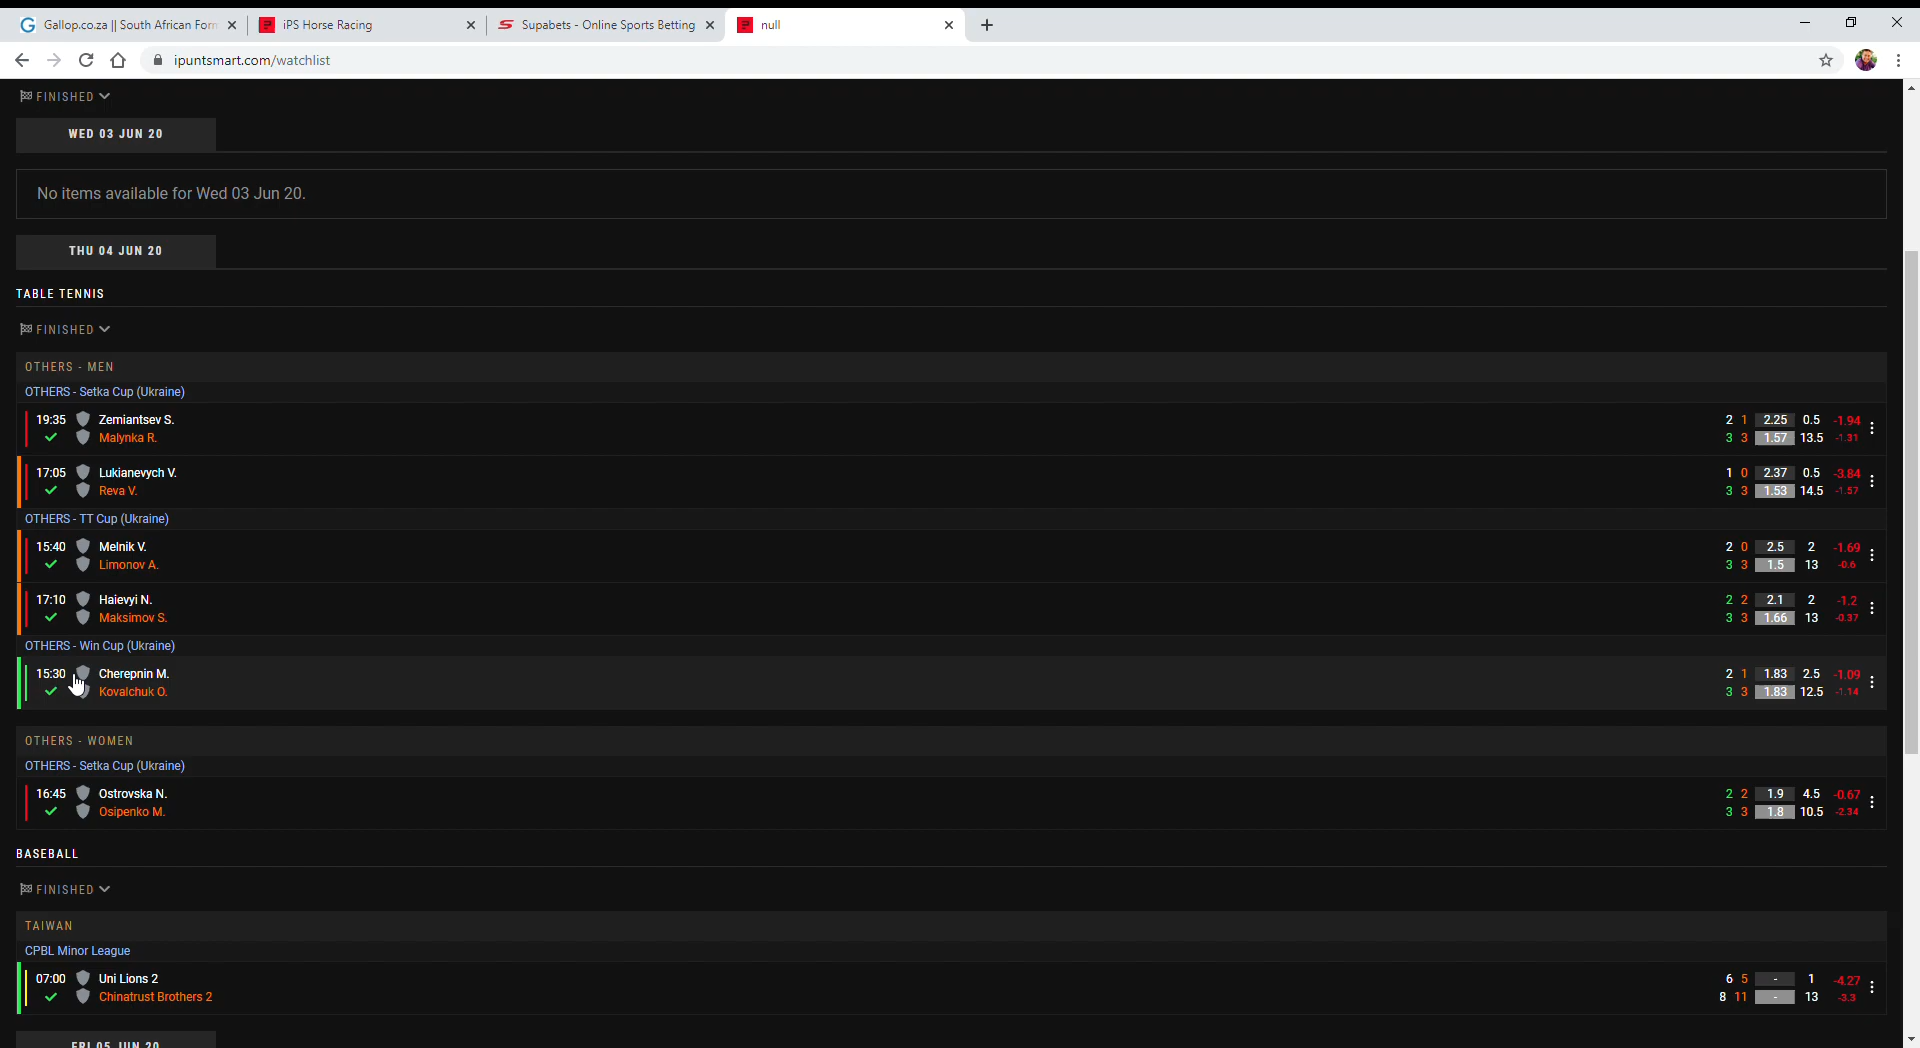 Gallop.co.za || South African For
iPS Horse Racing
Supabets - Online Sports Betting
null
ipuntsmart.com/watchlist
FINISHED
WED 03 JUN 20
No items available for Wed 03 Jun 20.
THU 04 JUN 20
TABLE TENNIS
FINISHED
OTHERS - MEN
OTHERS - Setka Cup (Ukraine)
19:35 Zemiantsev S. 2 1 2.25 0.5 -1.94
Malynka R. 3 3 1.57 13.5 -1.31
17:05 Lukianevych V. 1 0 2.37 0.5 -3.84
Reva V. 3 3 1.53 14.5 -1.57
OTHERS - TT Cup (Ukraine)
15:40 Melnik V. 2 0 2.5 2 -1.69
Limonov A. 3 3 1.5 13 -0.6
17:10 Haievyi N. 2 2 2.1 2 -1.2
Maksimov S. 3 3 1.66 13 -0.37
OTHERS - Win Cup (Ukraine)
15:30 Cherepnin M. 2 1 1.83 2.5 -1.09
Kovalchuk O. 3 3 1.83 12.5 -1.14
OTHERS - WOMEN
OTHERS - Setka Cup (Ukraine)
16:45 Ostrovska N. 2 2 1.9 4.5 -0.67
Osipenko M. 3 3 1.8 10.5 -2.34
BASEBALL
FINISHED
TAIWAN
CPBL Minor League
07:00 Uni Lions 2 6 5 - 1 -4.27
Chinatrust Brothers 2 8 11 - 13 -3.3
FRI 05 JUN 20